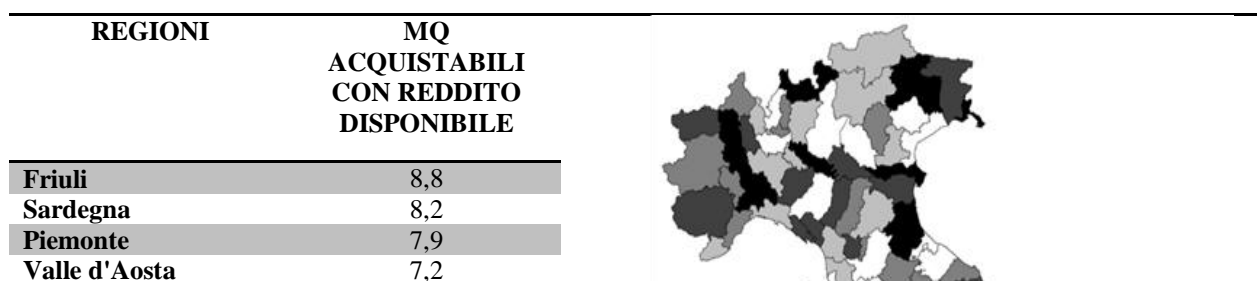 REGIONI MQ
ACQUISTABILI
CON REDDITO
DISPONIBILE
Friuli 8,8
Sardegna 8,2
Piemonte 7,9
Valle d'Aosta 7,2